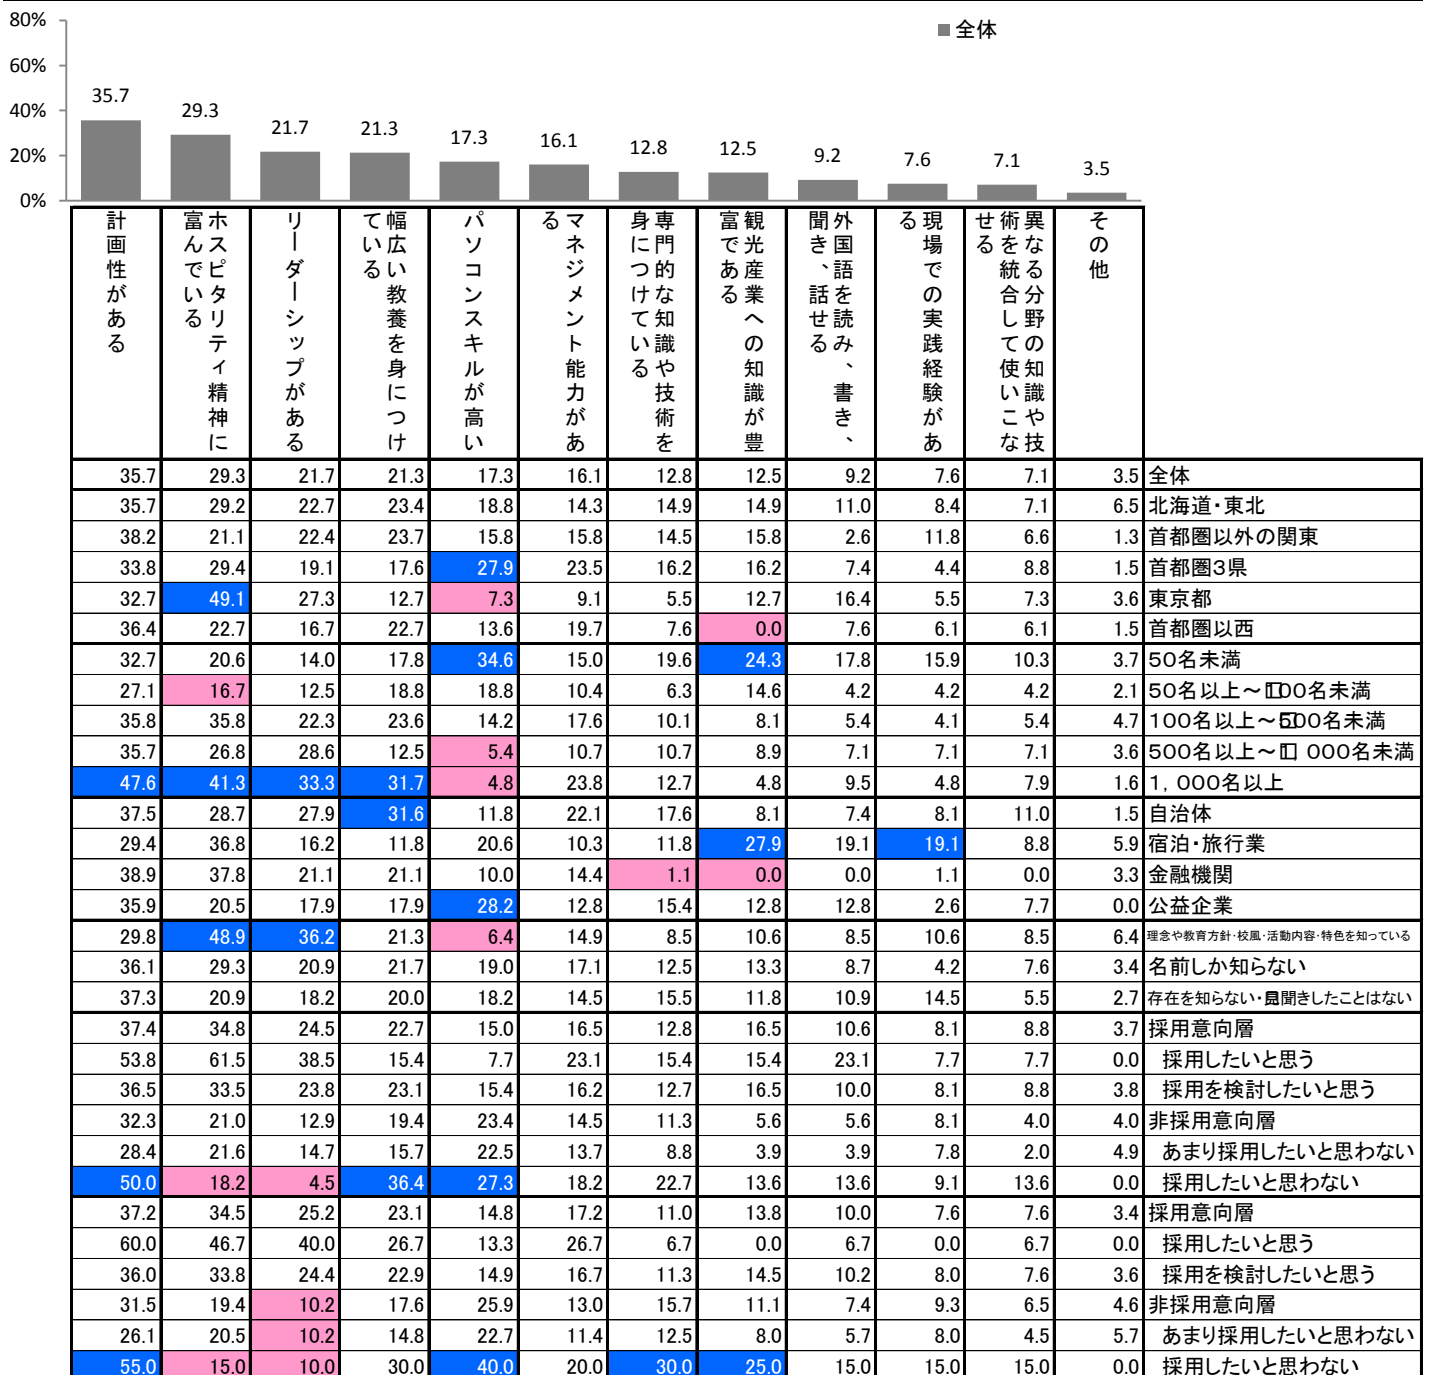 80%
60%
40%
20%
0%
■全体
35.7 29.3 21.7 21.3 17.3 16.1 12.8 12.5 9.2 7.6 7.1 3.5
計画性がある
ホスピタリティ精神に
富んでいる
リーダーシップがある
幅広い教養を身につけ
ている
パソコンスキルが高い
マネジメント能力があ
る
専門的な知識や技術を
身につけている
観光産業への知識が豊
富である
外国語を読み、書き、
聞き、話せる
現場での実践経験があ
る
異なる分野の知識や技
術を統合して使いこな
せる
その他
35.7 29.3 21.7 21.3 17.3 16.1 12.8 12.5 9.2 7.6 7.1 3.5 全体
35.7 29.2 22.7 23.4 18.8 14.3 14.9 14.9 11.0 8.4 7.1 6.5 北海道・東北
38.2 21.1 22.4 23.7 15.8 15.8 14.5 15.8 2.6 11.8 6.6 1.3 首都圏以外の関東
33.8 29.4 19.1 17.6 27.9 23.5 16.2 16.2 7.4 4.4 8.8 1.5 首都圏3県
32.7 49.1 27.3 12.7 7.3 9.1 5.5 12.7 16.4 5.5 7.3 3.6 東京都
36.4 22.7 16.7 22.7 13.6 19.7 7.6 0.0 7.6 6.1 6.1 1.5 首都圏以西
32.7 20.6 14.0 17.8 34.6 15.0 19.6 24.3 17.8 15.9 10.3 3.7 50名未満
27.1 16.7 12.5 18.8 18.8 10.4 6.3 14.6 4.2 4.2 4.2 2.1 50名以上～100名未満
35.8 35.8 22.3 23.6 14.2 17.6 10.1 8.1 5.4 4.1 5.4 4.7 100名以上～500名未満
35.7 26.8 28.6 12.5 5.4 10.7 10.7 8.9 7.1 7.1 7.1 3.6 500名以上～1,000名未満
47.6 41.3 33.3 31.7 4.8 23.8 12.7 4.8 9.5 4.8 7.9 1.6 1,000名以上
37.5 28.7 27.9 31.6 11.8 22.1 17.6 8.1 7.4 8.1 11.0 1.5 自治体
29.4 36.8 16.2 11.8 20.6 10.3 11.8 27.9 19.1 19.1 8.8 5.9 宿泊・旅行業
38.9 37.8 21.1 21.1 10.0 14.4 1.1 0.0 0.0 1.1 0.0 3.3 金融機関
35.9 20.5 17.9 17.9 28.2 12.8 15.4 12.8 12.8 2.6 7.7 0.0 公益企業
29.8 48.9 36.2 21.3 6.4 14.9 8.5 10.6 8.5 10.6 8.5 6.4 理念や教育方針・校風・活動内容・特色を知っている
36.1 29.3 20.9 21.7 19.0 17.1 12.5 13.3 8.7 4.2 7.6 3.4 名前しか知らない
37.3 20.9 18.2 20.0 18.2 14.5 15.5 11.8 10.9 14.5 5.5 2.7 存在を知らない・見聞きしたことはない
37.4 34.8 24.5 22.7 15.0 16.5 12.8 16.5 10.6 8.1 8.8 3.7 採用意向層
53.8 61.5 38.5 15.4 7.7 23.1 15.4 15.4 23.1 7.7 7.7 0.0 採用したいと思う
36.5 33.5 23.8 23.1 15.4 16.2 12.7 16.5 10.0 8.1 8.8 3.8 採用を検討したいと思う
32.3 21.0 12.9 19.4 23.4 14.5 11.3 5.6 5.6 8.1 4.0 4.0 非採用意向層
28.4 21.6 14.7 15.7 22.5 13.7 8.8 3.9 3.9 7.8 2.0 4.9 あまり採用したいと思わない
50.0 18.2 4.5 36.4 27.3 18.2 22.7 13.6 13.6 9.1 13.6 0.0 採用したいと思わない
37.2 34.5 25.2 23.1 14.8 17.2 11.0 13.8 10.0 7.6 7.6 3.4 採用意向層
60.0 46.7 40.0 26.7 13.3 26.7 6.7 0.0 6.7 0.0 6.7 0.0 採用したいと思う
36.0 33.8 24.4 22.9 14.9 16.7 11.3 14.5 10.2 8.0 7.6 3.6 採用を検討したいと思う
31.5 19.4 10.2 17.6 25.9 13.0 15.7 11.1 7.4 9.3 6.5 4.6 非採用意向層
26.1 20.5 10.2 14.8 22.7 11.4 12.5 8.0 5.7 8.0 4.5 5.7 あまり採用したいと思わない
55.0 15.0 10.0 30.0 40.0 20.0 30.0 25.0 15.0 15.0 15.0 0.0 採用したいと思わない